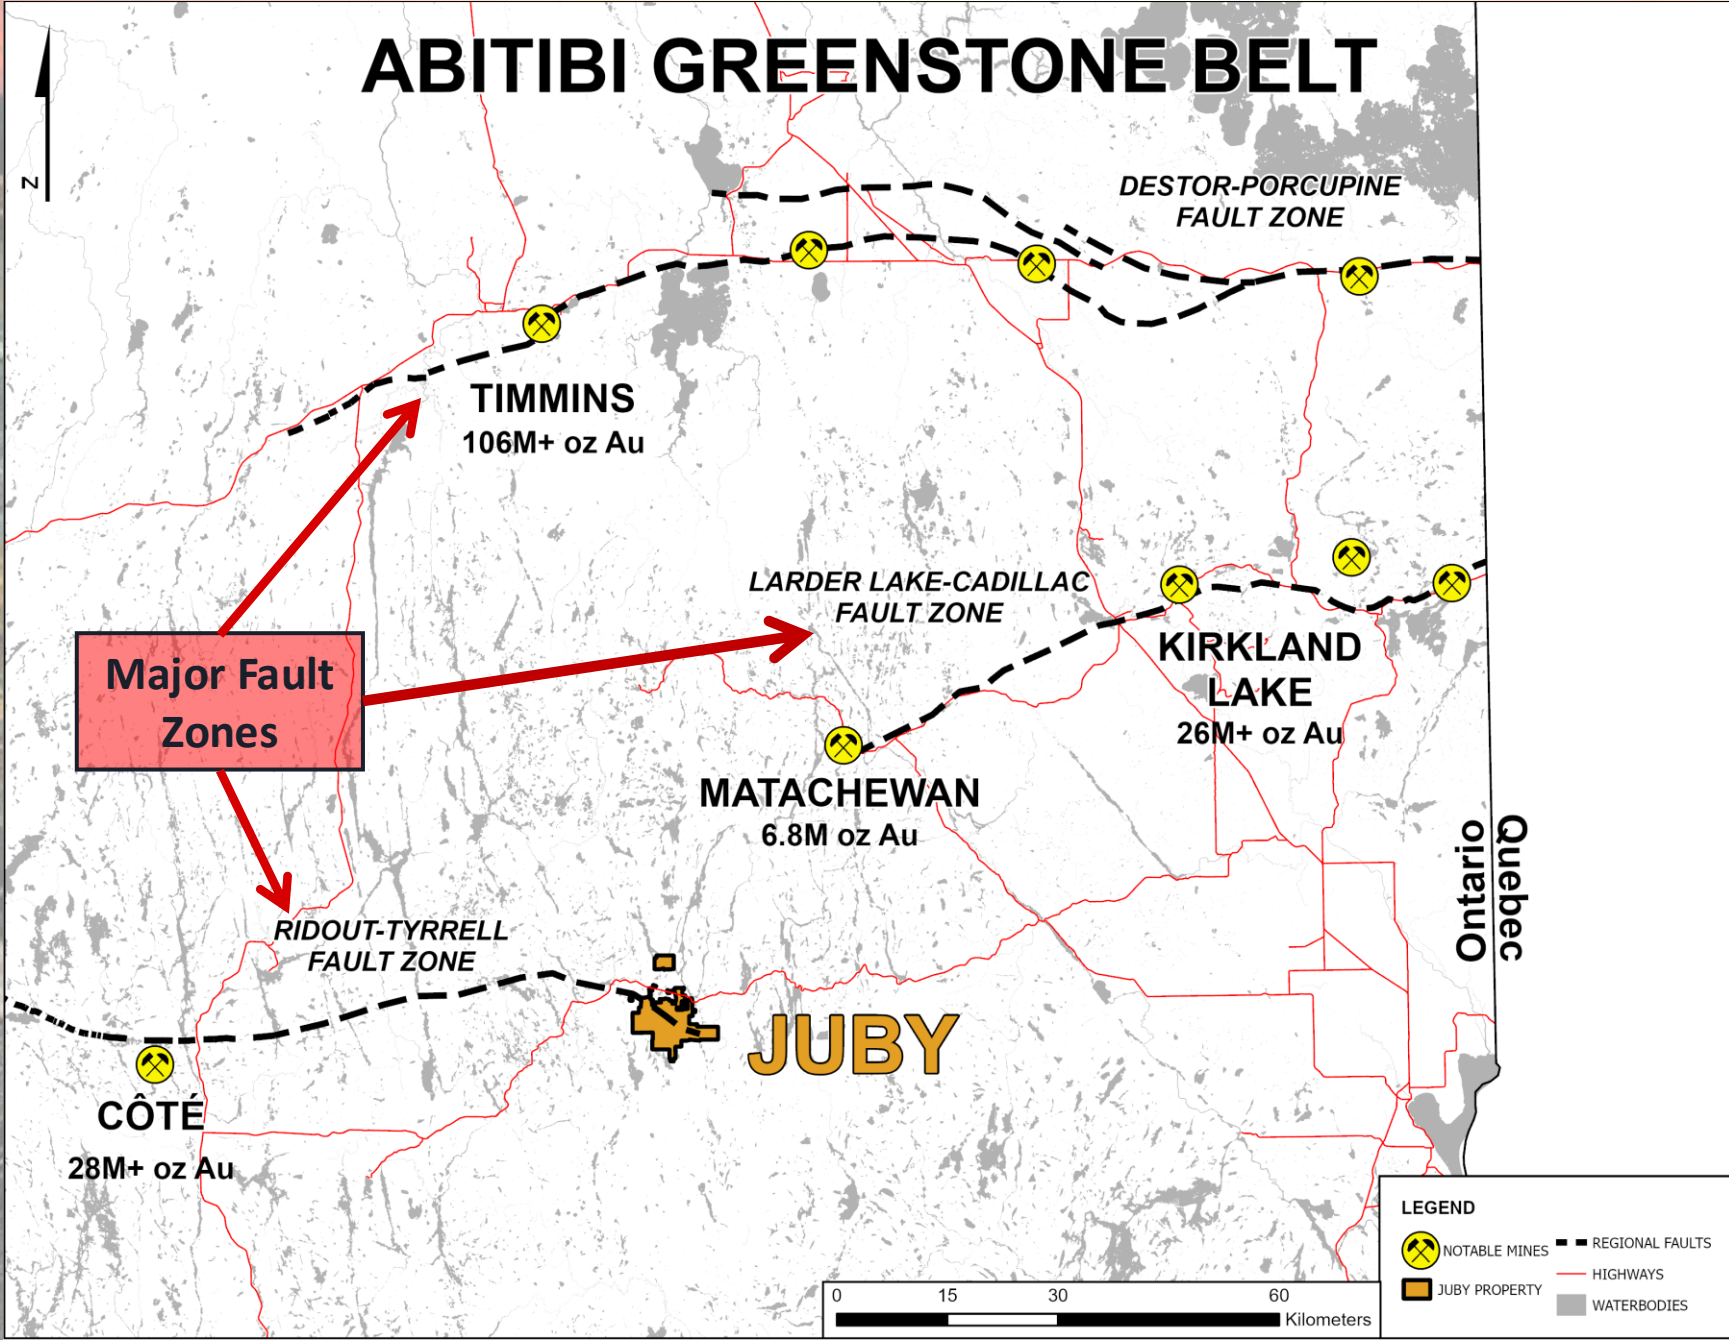 ABITIBI GREENSTONE BELT
N
DESTOR-PORCUPINE
FAULT ZONE
TIMMINS
106M+ oz Au
LARDER LAKE-CADILLAC
FAULT ZONE
Major Fault
Zones
KIRKLAND
LAKE
26M+ oz Au
MATACHEWAN
6.8M oz Au
Ontario
Quebec
RIDOUT-TYRRELL
FAULT ZONE
JUBY
CÔTÉ
28M+ oz Au
LEGEND
NOTABLE MINES
REGIONAL FAULTS
HIGHWAYS
JUBY PROPERTY
WATERBODIES
0 15 30 60
Kilometers